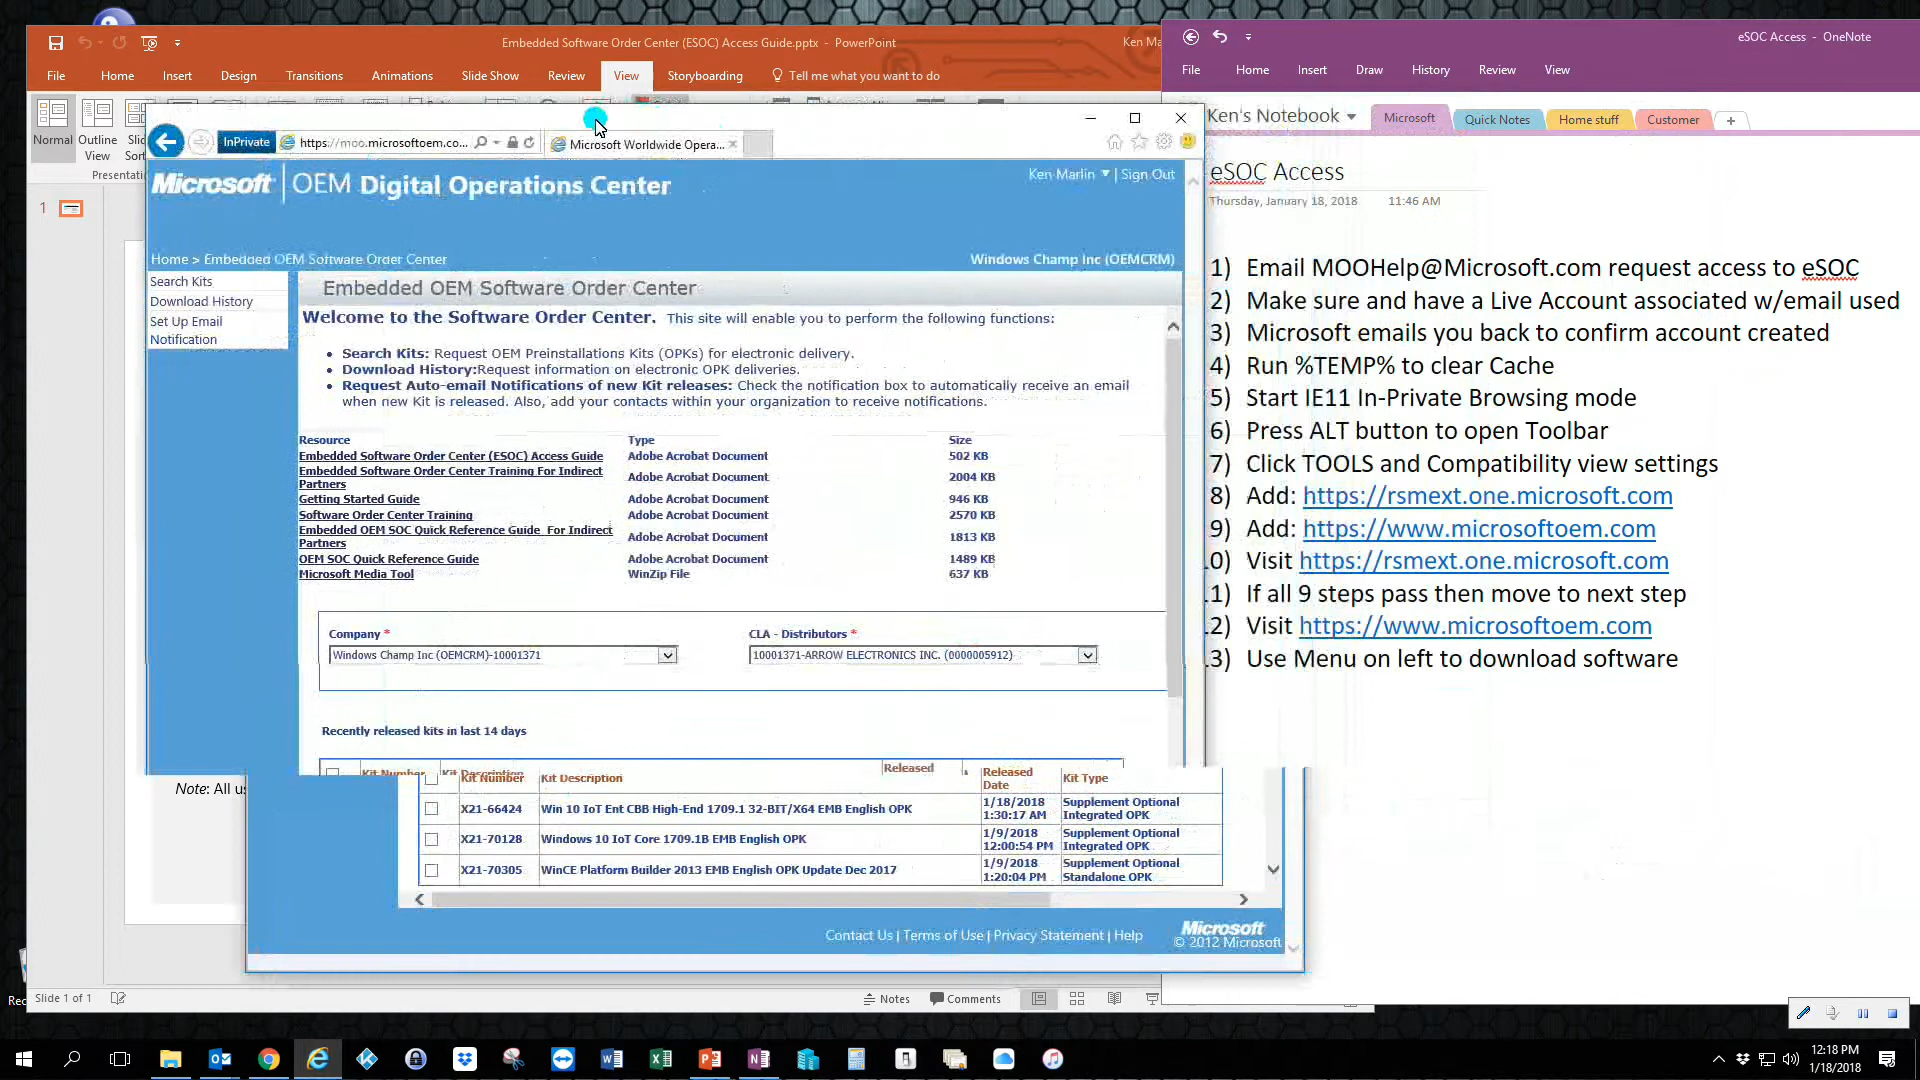 Embedded Software Order Center (ESOC) Access Guide.pptx - PowerPoint
Ken Ma
File Home Insert Design Transitions Animations Slide Show Review View Storyboarding Tell me what you want to do
Normal
Outline View
Presentati
1
InPrivate
https://moo.microsoftoem.co...
Microsoft Worldwide Opera...
Microsoft | OEM Digital Operations Center
Ken Marlin | Sign Out
Home > Embedded OEM Software Order Center
Windows Champ Inc (OEMCRM)
Search Kits
Download History
Set Up Email
Notification
Embedded OEM Software Order Center
Welcome to the Software Order Center. This site will enable you to perform the following functions:
• Search Kits: Request OEM Preinstallations Kits (OPKs) for electronic delivery.
• Download History:Request information on electronic OPK deliveries.
• Request Auto-email Notifications of new Kit releases: Check the notification box to automatically receive an email
when new Kit is released. Also, add your contacts within your organization to receive notifications.
Resource Type Size
Embedded Software Order Center (ESOC) Access Guide Adobe Acrobat Document 502 KB
Embedded Software Order Center Training For Indirect
Partners Adobe Acrobat Document 2004 KB
Getting Started Guide Adobe Acrobat Document 946 KB
Software Order Center Training Adobe Acrobat Document 2570 KB
Embedded OEM SOC Quick Reference Guide For Indirect
Partners Adobe Acrobat Document 1813 KB
OEM SOC Quick Reference Guide Adobe Acrobat Document 1489 KB
Microsoft Media Tool WinZip File 637 KB
Company * CLA - Distributors *
Windows Champ Inc (OEMCRM)-10001371 10001371-ARROW ELECTRONICS INC. (0000005912)
Recently released kits in last 14 days
Kit Number Kit Description Released
Kit Number Kit Description Released Date Kit Type
X21-66424 Win 10 IoT Ent CBB High-End 1709.1 32-BIT/X64 EMB English OPK 1/18/2018 1:30:17 AM Supplement Optional Integrated OPK
X21-70128 Windows 10 IoT Core 1709.1B EMB English OPK 1/9/2018 12:00:54 PM Supplement Optional Integrated OPK
X21-70305 WinCE Platform Builder 2013 EMB English OPK Update Dec 2017 1/9/2018 1:20:04 PM Supplement Optional Standalone OPK
Contact Us | Terms of Use | Privacy Statement | Help
Microsoft
© 2012 Microsoft
Note: All us
Slide 1 of 1
Notes Comments
eSOC Access - OneNote
File Home Insert Draw History Review View
Ken's Notebook Microsoft Quick Notes Home stuff Customer +
eSOC Access
Thursday, January 18, 2018 11:46 AM
1) Email MOOHelp@Microsoft.com request access to eSOC
2) Make sure and have a Live Account associated w/email used
3) Microsoft emails you back to confirm account created
4) Run %TEMP% to clear Cache
5) Start IE11 In-Private Browsing mode
6) Press ALT button to open Toolbar
7) Click TOOLS and Compatibility view settings
8) Add: https://rsmext.one.microsoft.com
9) Add: https://www.microsoftoem.com
10) Visit https://rsmext.one.microsoft.com
11) If all 9 steps pass then move to next step
12) Visit https://www.microsoftoem.com
13) Use Menu on left to download software
12:18 PM
1/18/2018